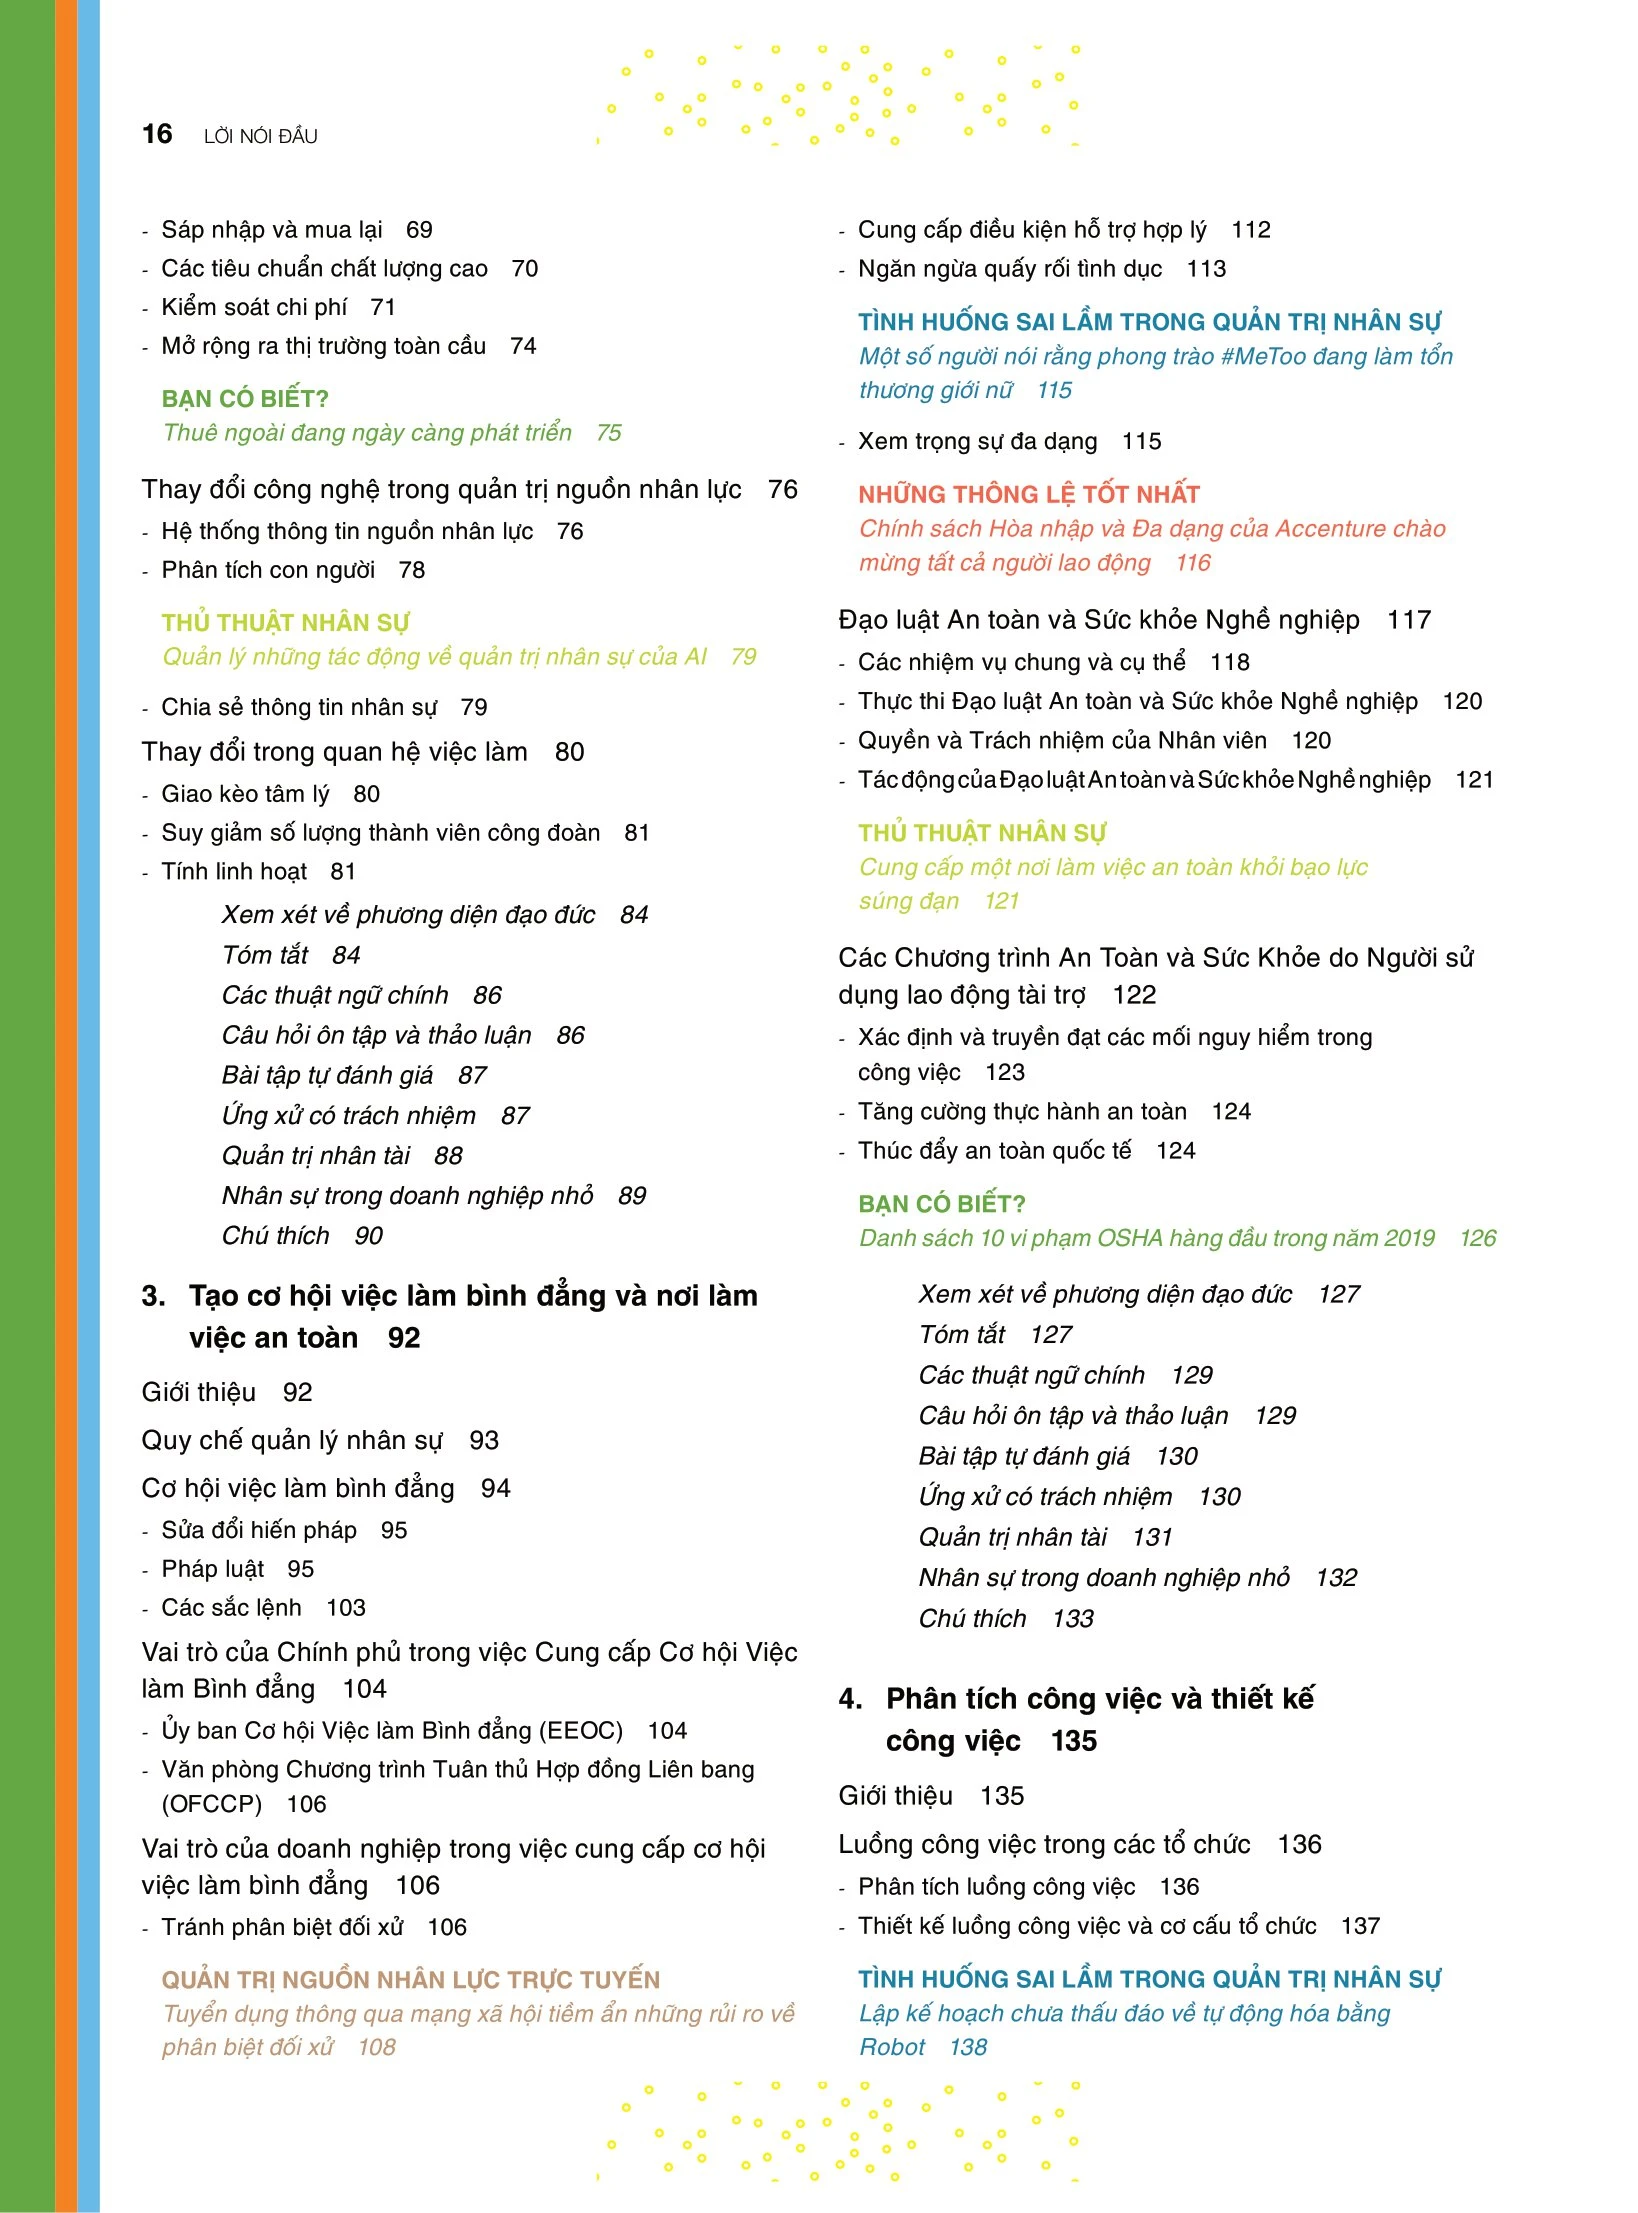 16 LỜI NÓI ĐẦU
- Sáp nhập và mua lại 69
- Các tiêu chuẩn chất lượng cao 70
- Kiểm soát chi phí 71
- Mở rộng ra thị trường toàn cầu 74
BẠN CÓ BIẾT?
Thuê ngoài đang ngày càng phát triển 75
Thay đổi công nghệ trong quản trị nguồn nhân lực 76
- Hệ thống thông tin nguồn nhân lực 76
- Phân tích con người 78
THỦ THUẬT NHÂN SỰ
Quản lý những tác động về quản trị nhân sự của AI 79
- Chia sẻ thông tin nhân sự 79
Thay đổi trong quan hệ việc làm 80
- Giao kèo tâm lý 80
- Suy giảm số lượng thành viên công đoàn 81
- Tính linh hoạt 81
Xem xét về phương diện đạo đức 84
Tóm tắt 84
Các thuật ngữ chính 86
Câu hỏi ôn tập và thảo luận 86
Bài tập tự đánh giá 87
Ứng xử có trách nhiệm 87
Quản trị nhân tài 88
Nhân sự trong doanh nghiệp nhỏ 89
Chú thích 90
3. Tạo cơ hội việc làm bình đẳng và nơi làm
việc an toàn 92
Giới thiệu 92
Quy chế quản lý nhân sự 93
Cơ hội việc làm bình đẳng 94
- Sửa đổi hiến pháp 95
- Pháp luật 95
- Các sắc lệnh 103
Vai trò của Chính phủ trong việc Cung cấp Cơ hội Việc
làm Bình đẳng 104
- Ủy ban Cơ hội Việc làm Bình đẳng (EEOC) 104
- Văn phòng Chương trình Tuân thủ Hợp đồng Liên bang
(OFCCP) 106
Vai trò của doanh nghiệp trong việc cung cấp cơ hội
việc làm bình đẳng 106
- Tránh phân biệt đối xử 106
QUẢN TRỊ NGUỒN NHÂN LỰC TRỰC TUYẾN
Tuyển dụng thông qua mạng xã hội tiềm ẩn những rủi ro về
phân biệt đối xử 108
- Cung cấp điều kiện hỗ trợ hợp lý 112
- Ngăn ngừa quấy rối tình dục 113
TÌNH HUỐNG SAI LẦM TRONG QUẢN TRỊ NHÂN SỰ
Một số người nói rằng phong trào #MeToo đang làm tổn
thương giới nữ 115
- Xem trọng sự đa dạng 115
NHỮNG THÔNG LỆ TỐT NHẤT
Chính sách Hòa nhập và Đa dạng của Accenture chào
mừng tất cả người lao động 116
Đạo luật An toàn và Sức khỏe Nghề nghiệp 117
- Các nhiệm vụ chung và cụ thể 118
- Thực thi Đạo luật An toàn và Sức khỏe Nghề nghiệp 120
- Quyền và Trách nhiệm của Nhân viên 120
- Tác động của Đạo luật An toàn và Sức khỏe Nghề nghiệp 121
THỦ THUẬT NHÂN SỰ
Cung cấp một nơi làm việc an toàn khỏi bạo lực
súng đạn 121
Các Chương trình An Toàn và Sức Khỏe do Người sử
dụng lao động tài trợ 122
- Xác định và truyền đạt các mối nguy hiểm trong
công việc 123
- Tăng cường thực hành an toàn 124
- Thúc đẩy an toàn quốc tế 124
BẠN CÓ BIẾT?
Danh sách 10 vi phạm OSHA hàng đầu trong năm 2019 126
Xem xét về phương diện đạo đức 127
Tóm tắt 127
Các thuật ngữ chính 129
Câu hỏi ôn tập và thảo luận 129
Bài tập tự đánh giá 130
Ứng xử có trách nhiệm 130
Quản trị nhân tài 131
Nhân sự trong doanh nghiệp nhỏ 132
Chú thích 133
4. Phân tích công việc và thiết kế
công việc 135
Giới thiệu 135
Luồng công việc trong các tổ chức 136
- Phân tích luồng công việc 136
- Thiết kế luồng công việc và cơ cấu tổ chức 137
TÌNH HUỐNG SAI LẦM TRONG QUẢN TRỊ NHÂN SỰ
Lập kế hoạch chưa thấu đáo về tự động hóa bằng
Robot 138